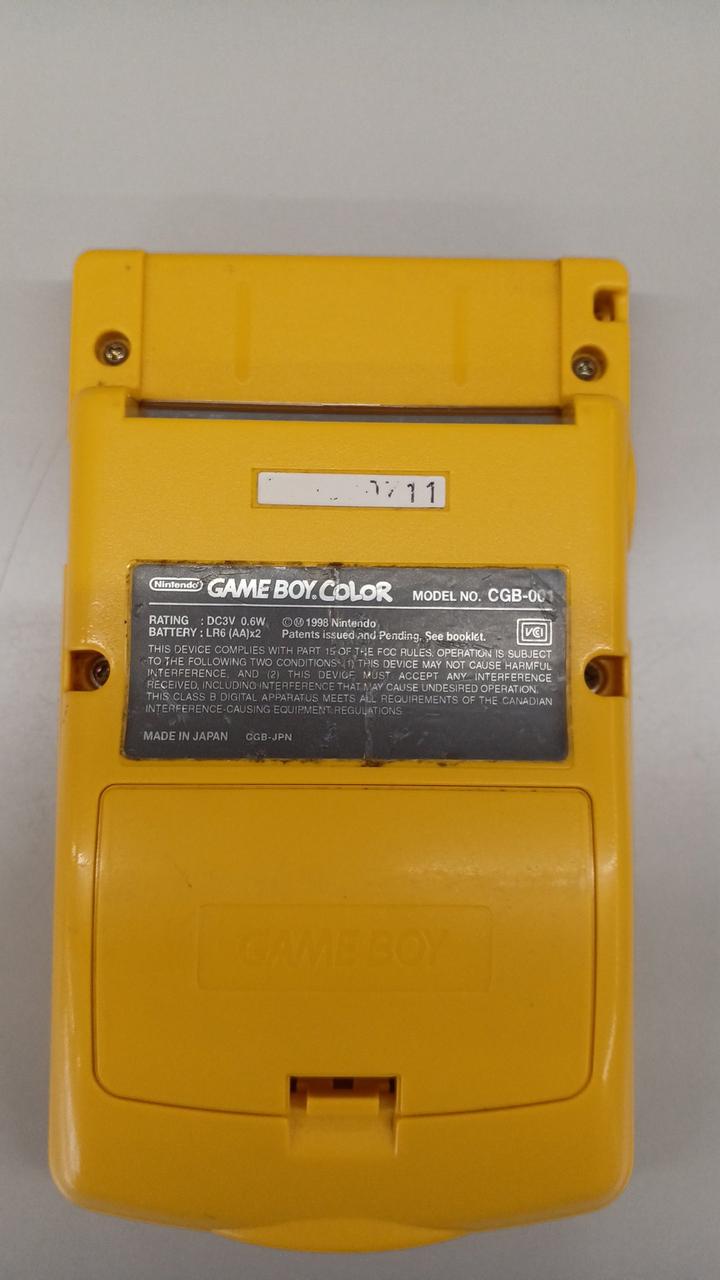 11
Nintendo GAME BOY COLOR MODEL NO. CGB-001
RATING : DC3V 0.6W © Ⓜ 1998 Nintendo
BATTERY : LR6 (AA)x2 Patents issued and Pending. See booklet.
VCI
THIS DEVICE COMPLIES WITH PART 15 OF THE FCC RULES. OPERATION IS SUBJECT
TO THE FOLLOWING TWO CONDITIONS (1) THIS DEVICE MAY NOT CAUSE HARMFUL
INTERFERENCE, AND (2) THIS DEVICE MUST ACCEPT ANY INTERFERENCE
RECEIVED, INCLUDING INTERFERENCE THAT MAY CAUSE UNDESIRED OPERATION.
THIS CLASS B DIGITAL APPARATUS MEETS ALL REQUIREMENTS OF THE CANADIAN
INTERFERENCE-CAUSING EQUIPMENT REGULATIONS
MADE IN JAPAN CGB-JPN
GAME BOY